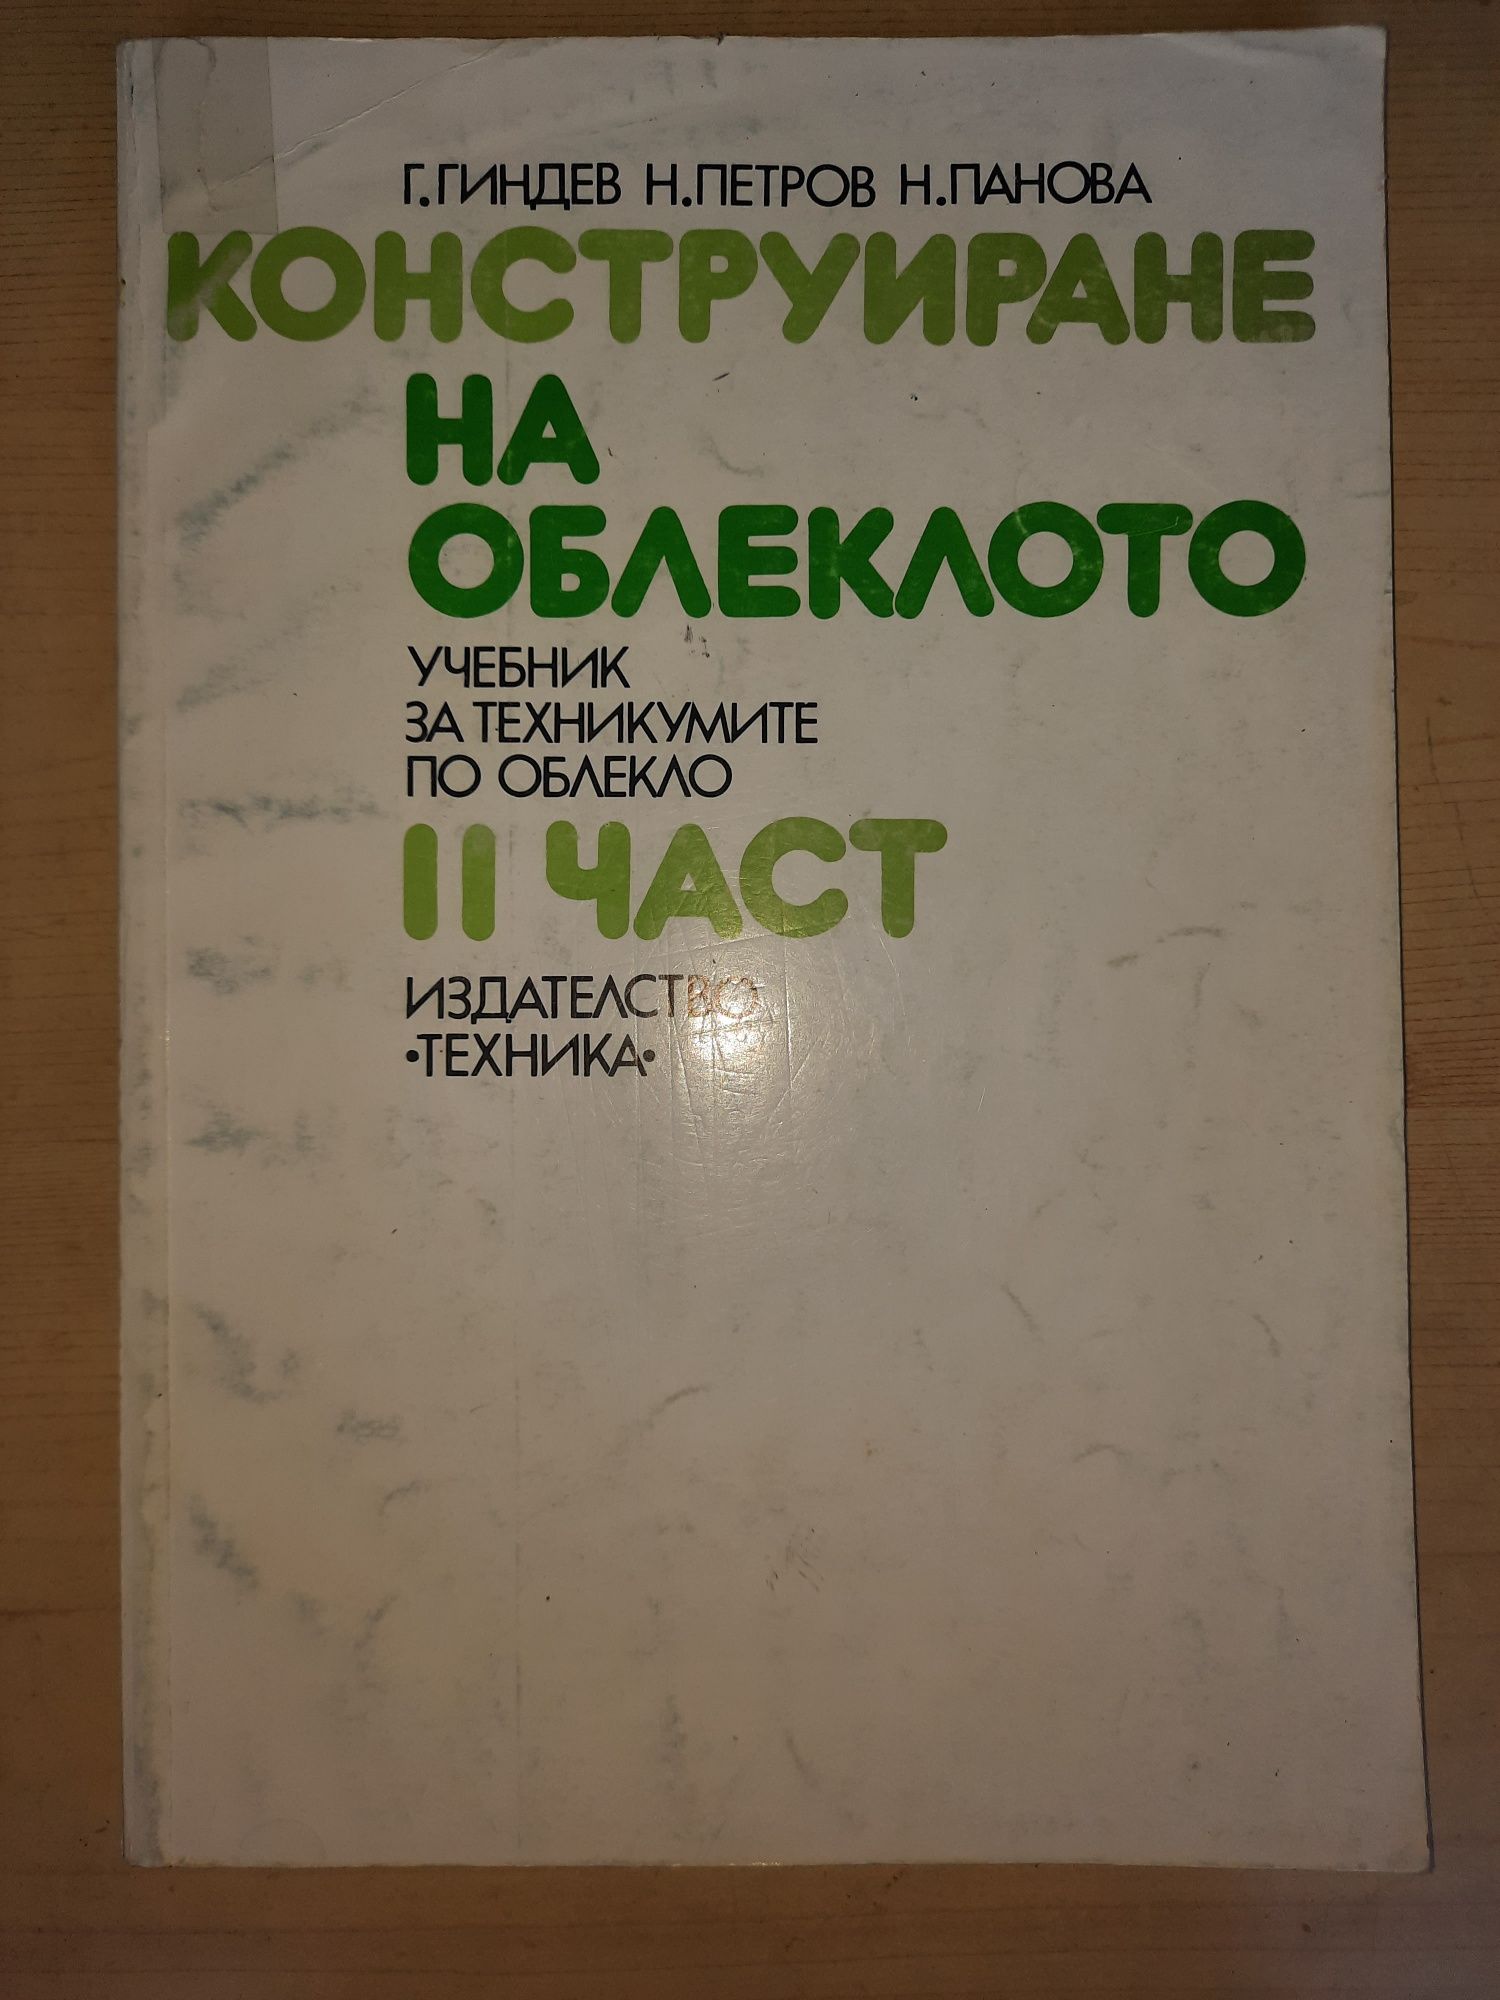 Г.ГИНДЕВ Н.ПЕТРОВ Н.ПАНОВА
КОНСТРУИРАНЕ
НА
ОБЛЕКЛОТО
УЧЕБНИК
ЗА ТЕХНИКУМИТЕ
ПО ОБЛЕКЛО
II ЧАСТ
ИЗДАТЕЛСТВО
•ТЕХНИКА•